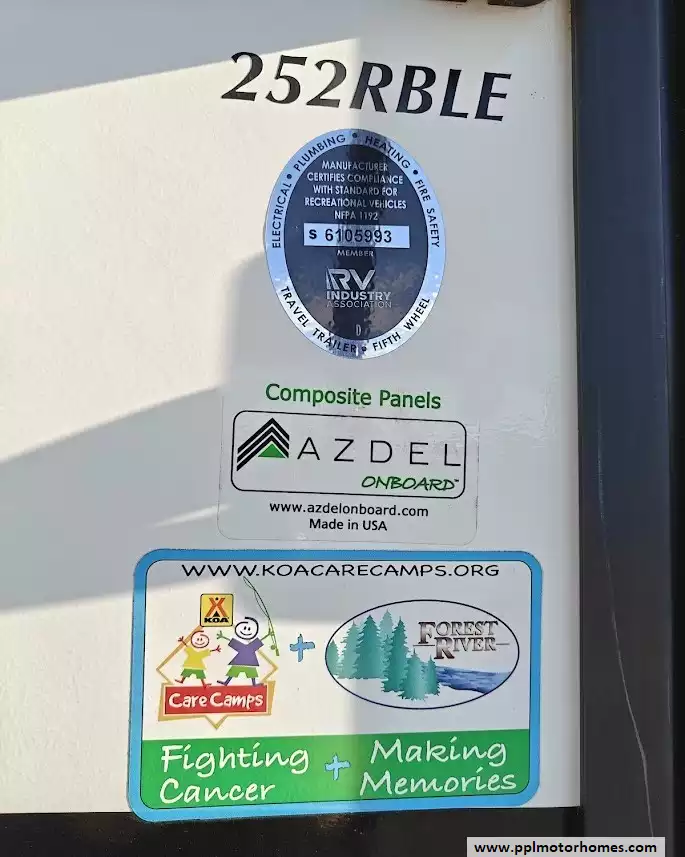 252RBLE
ELECTRICAL • PLUMBING • HEATING • FIRE SAFETY
MANUFACTURER
CERTIFIES COMPLIANCE
WITH STANDARD FOR
RECREATIONAL VEHICLES
NFPA 1192
S 6105993
MEMBER
RV
INDUSTRY
ASSOCIATION
D
TRAVEL TRAILER • FIFTH WHEEL
Composite Panels
AZDEL
ONBOARD™
www.azdelonboard.com
Made in USA
WWW.KOACARECAMPS.ORG
KOA
Care Camps
+
FOREST
RIVER
Fighting + Making
Cancer Memories
www.pplmotorhomes.com